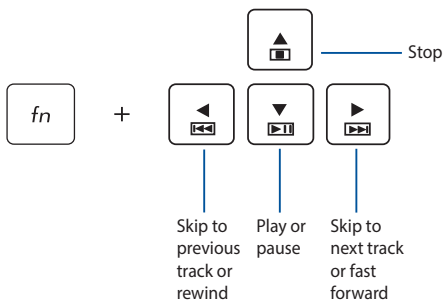 Stop
fn
+
Skip to
previous
track or
rewind
Play or
pause
Skip to
next track
or fast
forward